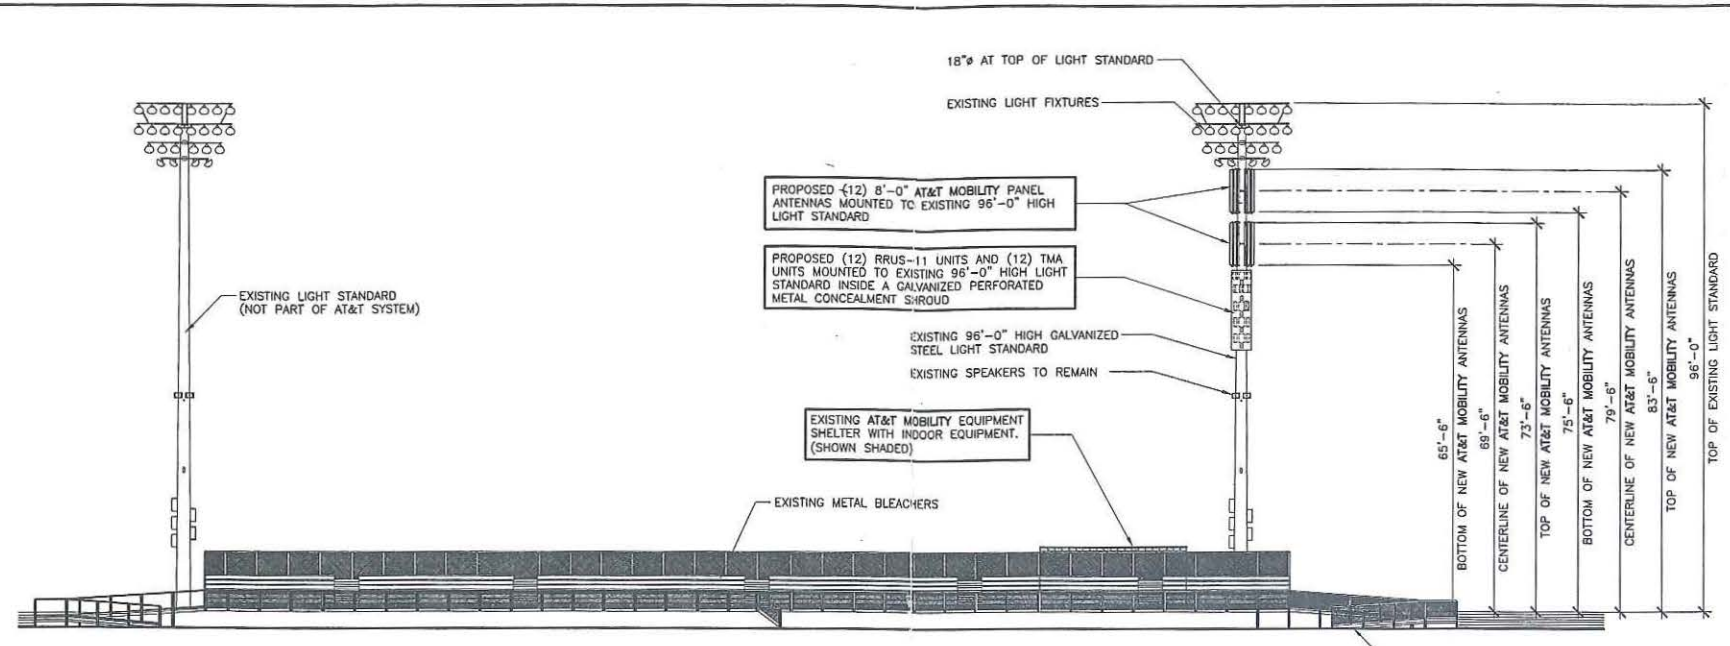 18"ø AT TOP OF LIGHT STANDARD
EXISTING LIGHT FIXTURES
PROPOSED (12) 8'-0" AT&T MOBILITY PANEL
ANTENNAS MOUNTED TO EXISTING 96'-0" HIGH
LIGHT STANDARD
PROPOSED (12) RRUS-11 UNITS AND (12) TMA
UNITS MOUNTED TO EXISTING 96'-0" HIGH LIGHT
STANDARD INSIDE A GALVANIZED PERFORATED
METAL CONCEALMENT SHROUD
EXISTING LIGHT STANDARD
(NOT PART OF AT&T SYSTEM)
EXISTING 96'-0" HIGH GALVANIZED
STEEL LIGHT STANDARD
EXISTING SPEAKERS TO REMAIN
EXISTING AT&T MOBILITY EQUIPMENT
SHELTER WITH INDOOR EQUIPMENT.
(SHOWN SHADED)
EXISTING METAL BLEACHERS
65'-6"
BOTTOM OF NEW AT&T MOBILITY ANTENNAS
69'-6"
CENTERLINE OF NEW AT&T MOBILITY ANTENNAS
73'-6"
TOP OF NEW AT&T MOBILITY ANTENNAS
75'-6"
BOTTOM OF NEW AT&T MOBILITY ANTENNAS
79'-6"
CENTERLINE OF NEW AT&T MOBILITY ANTENNAS
83'-6"
TOP OF NEW AT&T MOBILITY ANTENNAS
96'-0"
TOP OF EXISTING LIGHT STANDARD